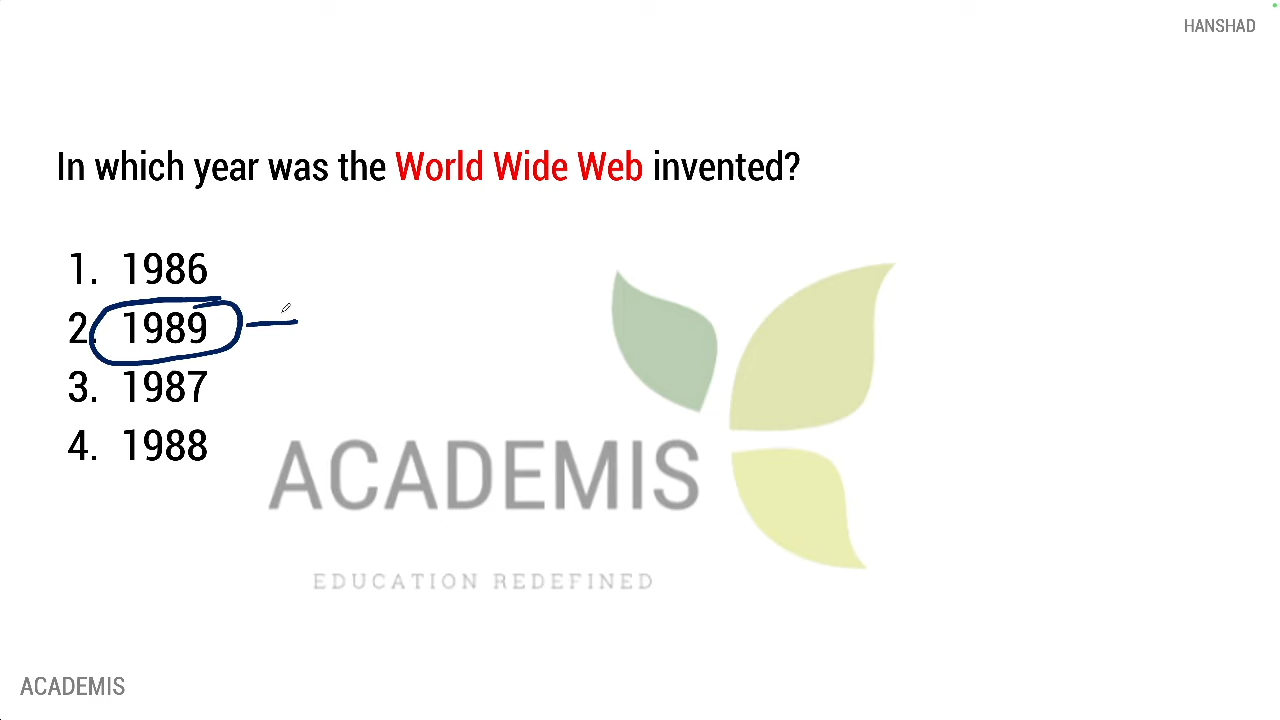 HANSHAD
In which year was the World Wide Web invented?
1. 1986
2. 1989
3. 1987
4. 1988
ACADEMIS
EDUCATION REDEFINED
ACADEMIS